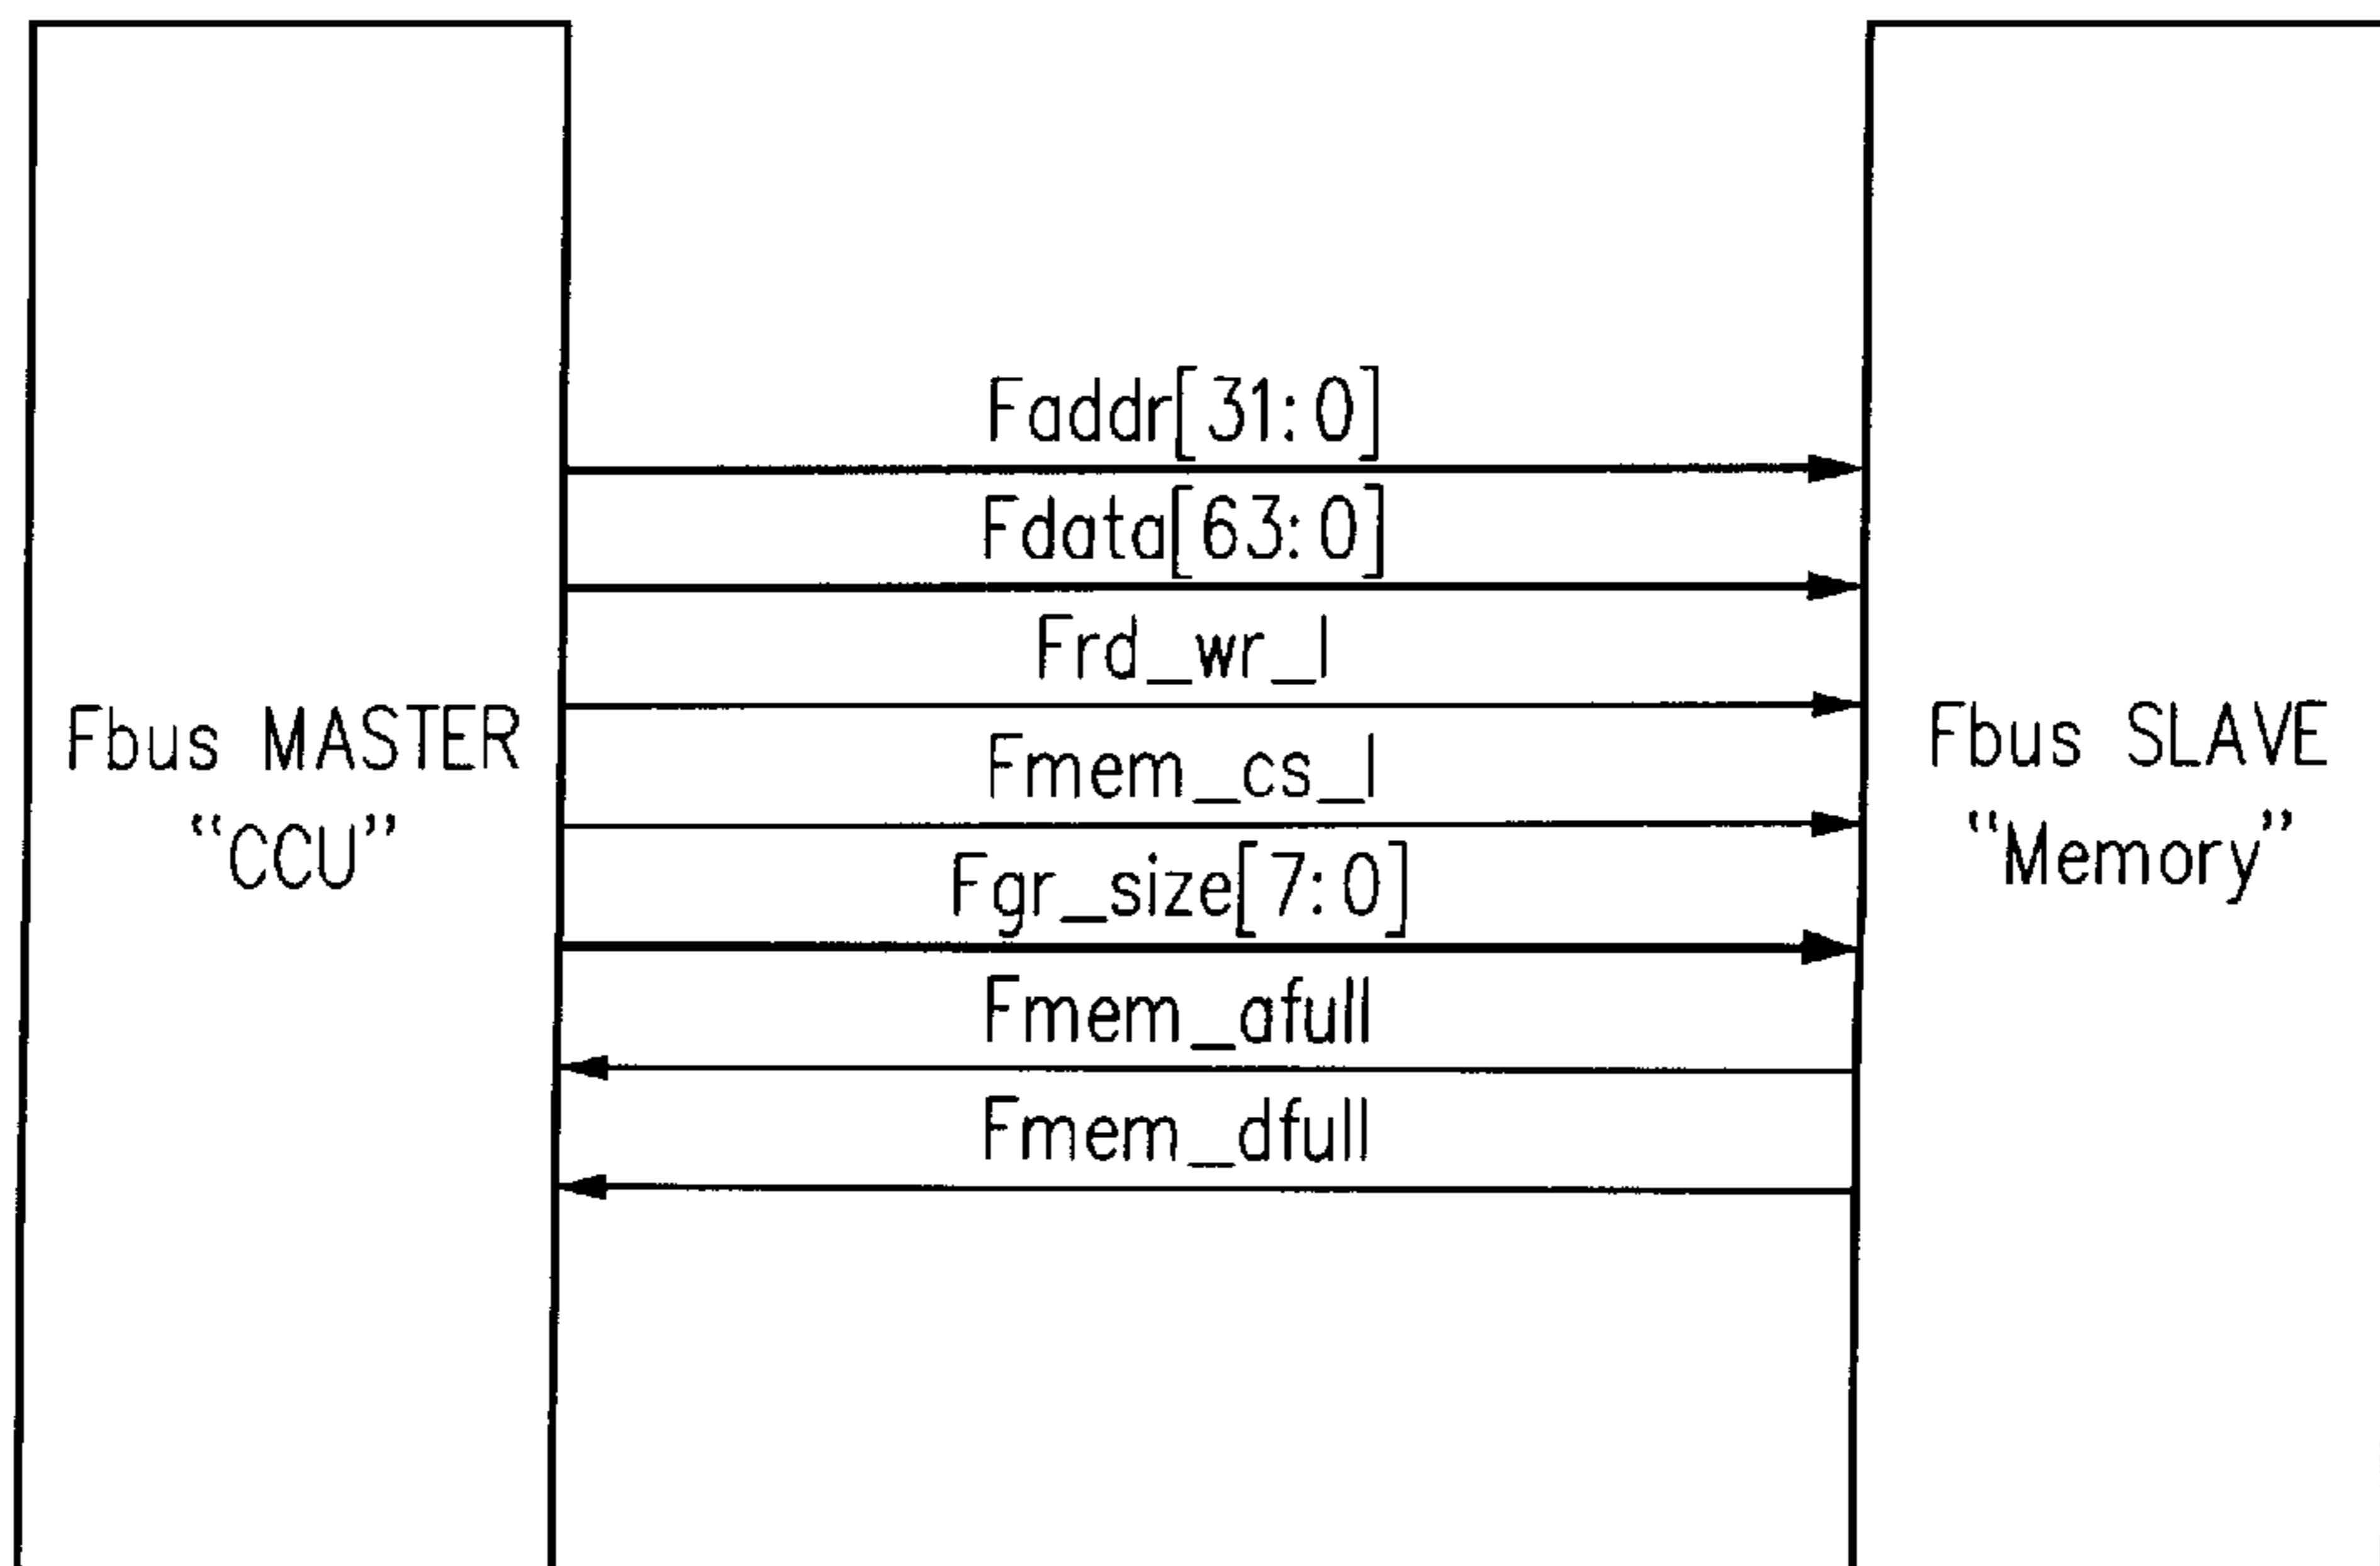 Faddr[31:0]
Fdata[63:0]
Frd_wr_l
Fbus MASTER
"CCU"
Fmem_cs_l
Fgr_size[7:0]
Fmem_afull
Fmem_dfull
Fbus SLAVE
"Memory"